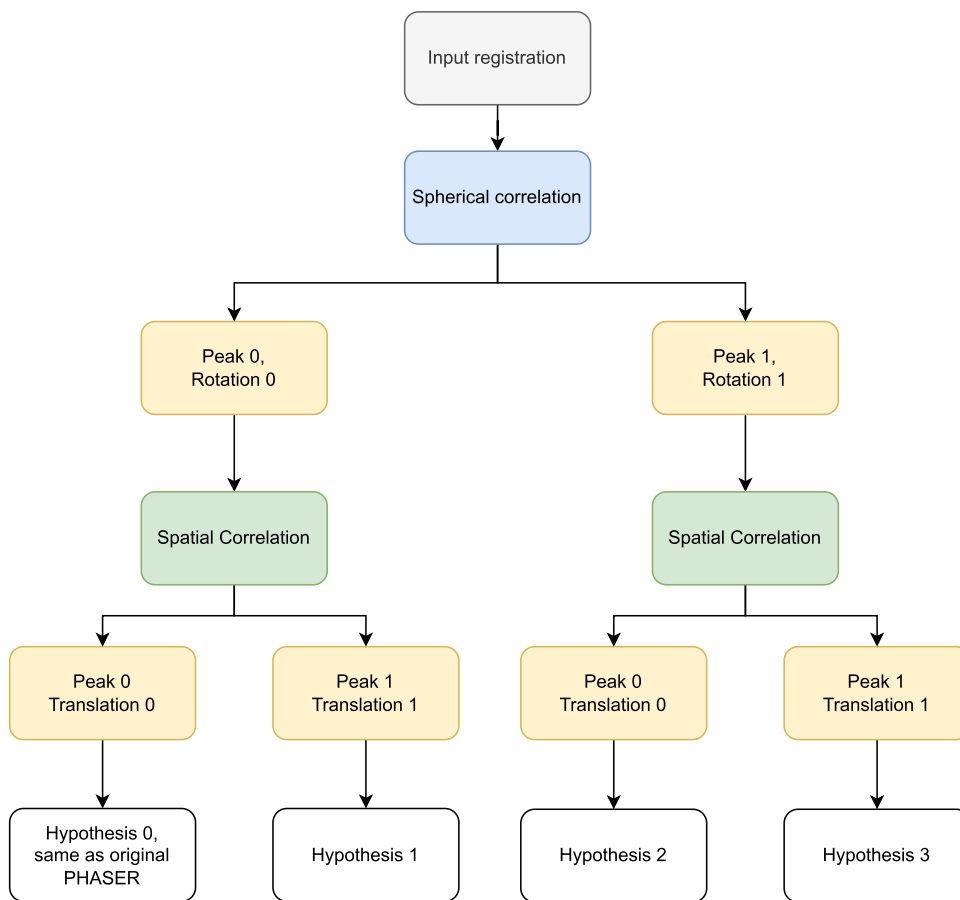 Input registration
Spherical correlation
Peak 0,
Rotation 0
Peak 1,
Rotation 1
Spatial Correlation
Spatial Correlation
Peak 0
Translation 0
Peak 1
Translation 1
Peak 0
Translation 0
Peak 1
Translation 1
Hypothesis 0,
same as original
PHASER
Hypothesis 1
Hypothesis 2
Hypothesis 3